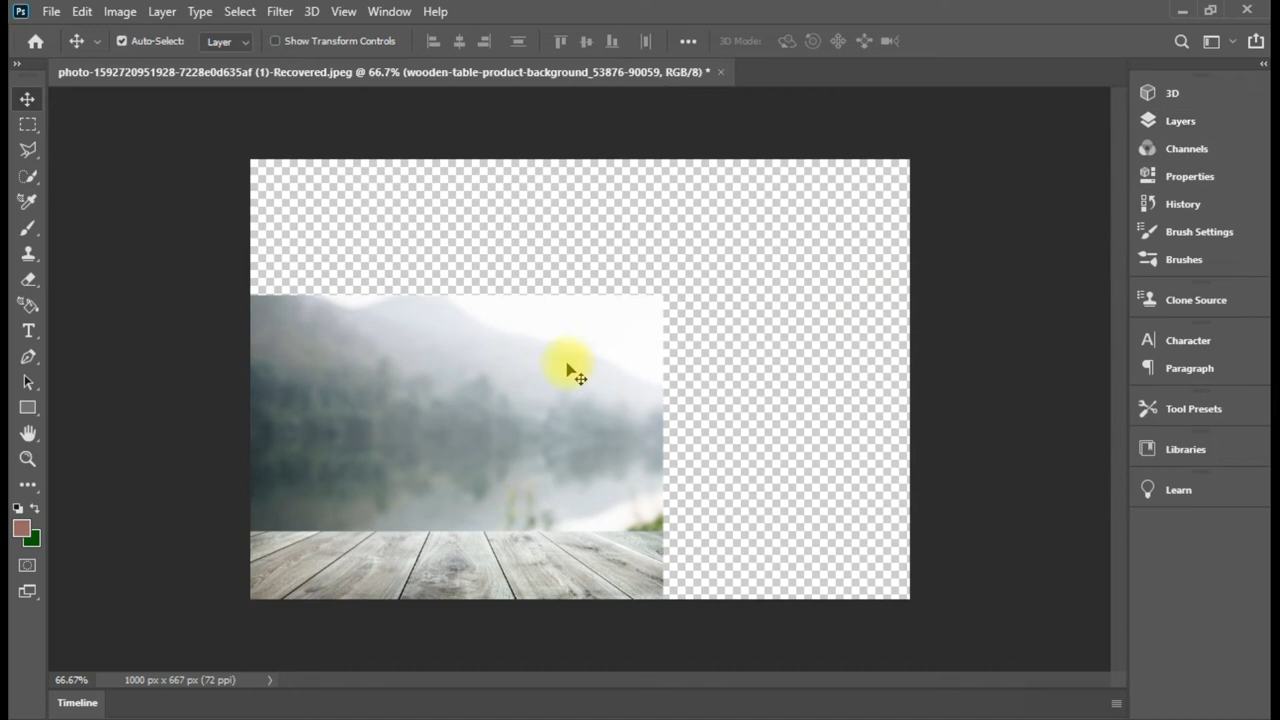 Ps File Edit Image Layer Type Select Filter 3D View Window Help
Auto-Select: Layer Show Transform Controls 3D Mode:
photo-1592720951928-7228e0d635af (1)-Recovered.jpeg @ 66.7% (wooden-table-product-background_53876-90059, RGB/8) *
3D
Layers
Channels
Properties
History
Brush Settings
Brushes
Clone Source
Character
Paragraph
Tool Presets
Libraries
Learn
66.67% 1000 px x 667 px (72 ppi)
Timeline